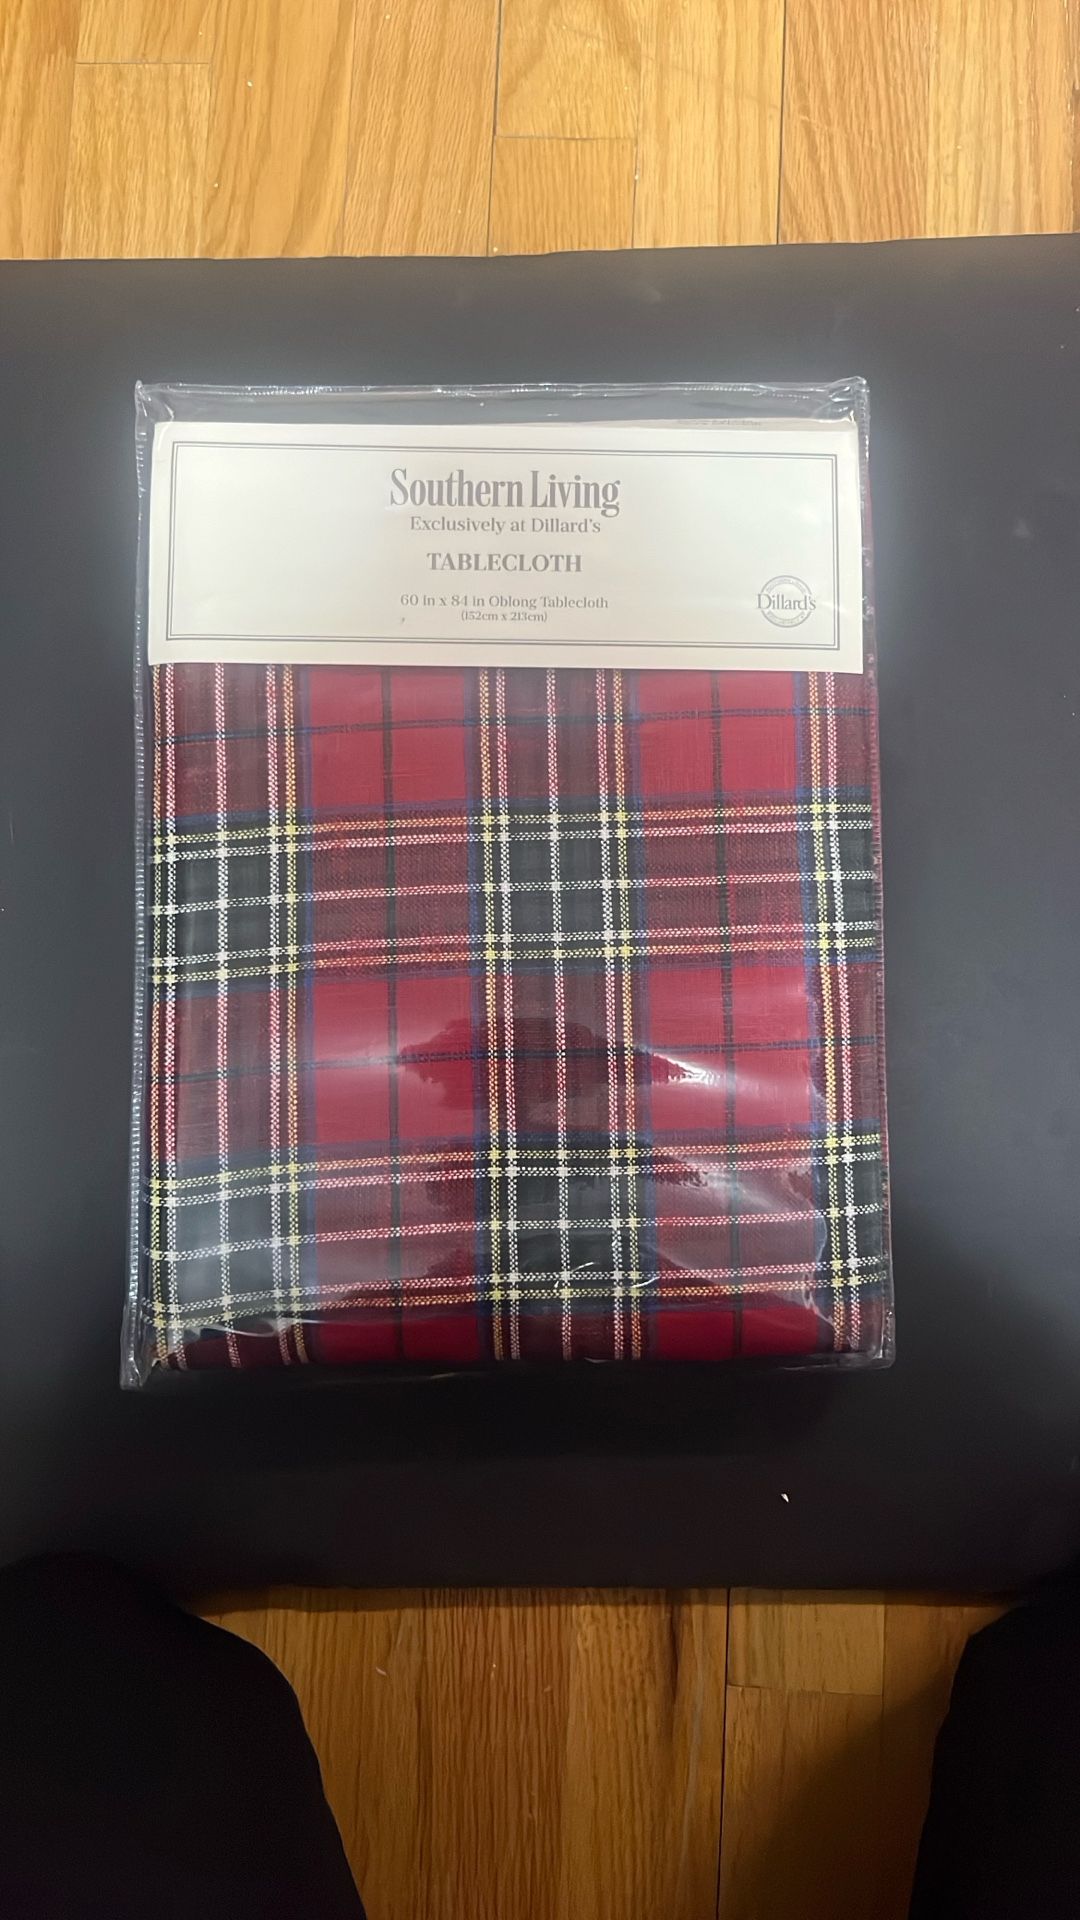 Southern Living
Exclusively at Dillard's
TABLECLOTH
60 in x 84 in Oblong Tablecloth
(152cm x 213cm)
Dillard's